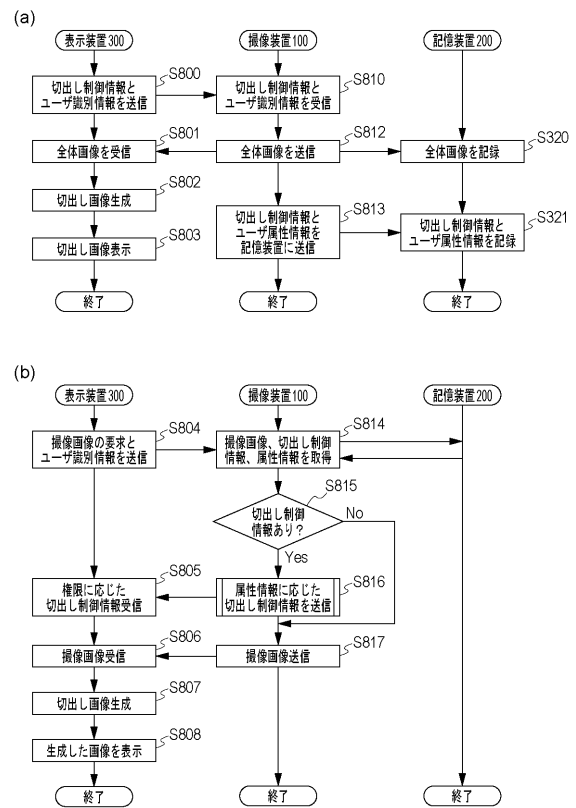 (a)
表示装置300
撮像装置100
記憶装置200
S800
切出し制御情報と
ユーザ識別情報を送信
S810
切出し制御情報と
ユーザ識別情報を受信
S801
全体画像を受信
S812
全体画像を送信
S320
全体画像を記録
S802
切出し画像生成
S813
切出し制御情報と
ユーザ属性情報を
記憶装置に送信
S321
切出し制御情報と
ユーザ属性情報を記録
S803
切出し画像表示
終了
終了
終了
(b)
表示装置300
撮像装置100
記憶装置200
S804
撮像画像の要求と
ユーザ識別情報を送信
S814
撮像画像、切出し制御
情報、属性情報を取得
S815
切出し制御
情報あり？
No
Yes
S805
権限に応じた
切出し制御情報受信
S816
属性情報に応じた
切出し制御情報を送信
S806
撮像画像受信
S817
撮像画像送信
S807
切出し画像生成
S808
生成した画像を表示
終了
終了
終了